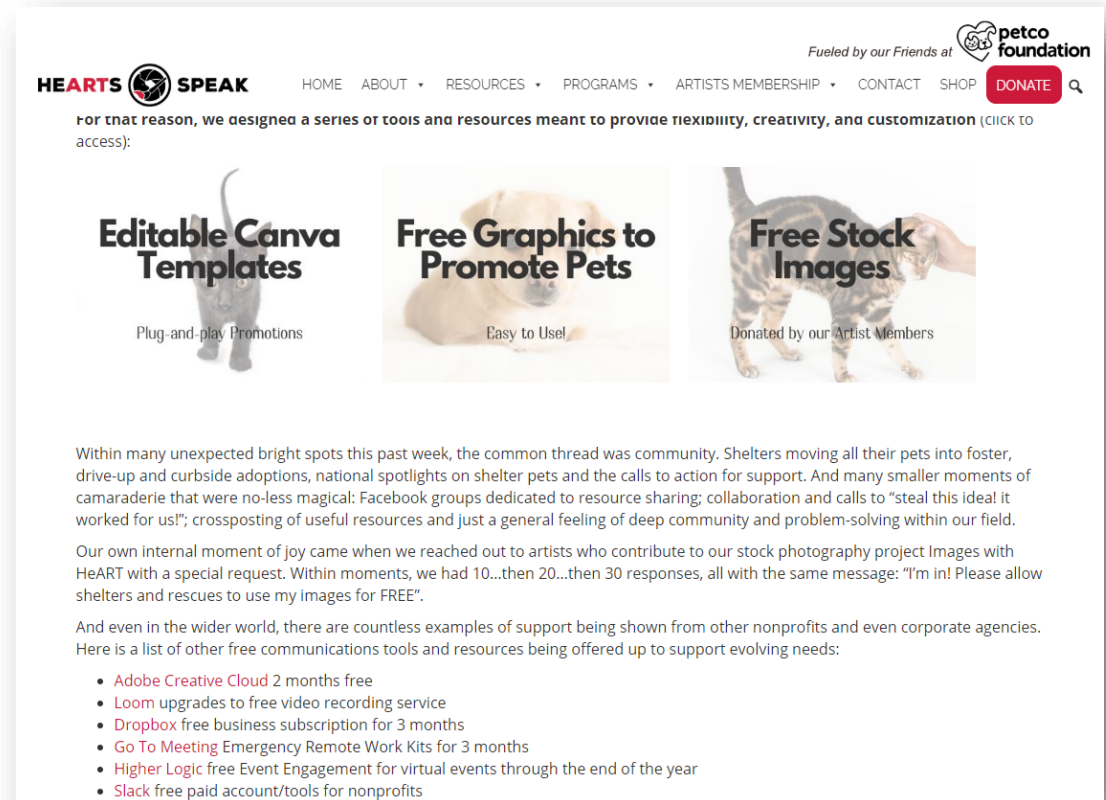 Fueled by our Friends at petco foundation
HEARTS SPEAK
HOME ABOUT RESOURCES PROGRAMS ARTISTS MEMBERSHIP CONTACT SHOP DONATE
For that reason, we designed a series of tools and resources meant to provide flexibility, creativity, and customization (click to
access):
Editable Canva
Templates
Plug-and-play Promotions
Free Graphics to
Promote Pets
Easy to Use!
Free Stock
Images
Donated by our Artist Members
Within many unexpected bright spots this past week, the common thread was community. Shelters moving all their pets into foster,
drive-up and curbside adoptions, national spotlights on shelter pets and the calls to action for support. And many smaller moments of
camaraderie that were no-less magical: Facebook groups dedicated to resource sharing; collaboration and calls to “steal this idea! it
worked for us!”; crossposting of useful resources and just a general feeling of deep community and problem-solving within our field.
Our own internal moment of joy came when we reached out to artists who contribute to our stock photography project Images with
HeART with a special request. Within moments, we had 10…then 20…then 30 responses, all with the same message: “I’m in! Please allow
shelters and rescues to use my images for FREE”.
And even in the wider world, there are countless examples of support being shown from other nonprofits and even corporate agencies.
Here is a list of other free communications tools and resources being offered up to support evolving needs:
• Adobe Creative Cloud 2 months free
• Loom upgrades to free video recording service
• Dropbox free business subscription for 3 months
• Go To Meeting Emergency Remote Work Kits for 3 months
• Higher Logic free Event Engagement for virtual events through the end of the year
• Slack free paid account/tools for nonprofits